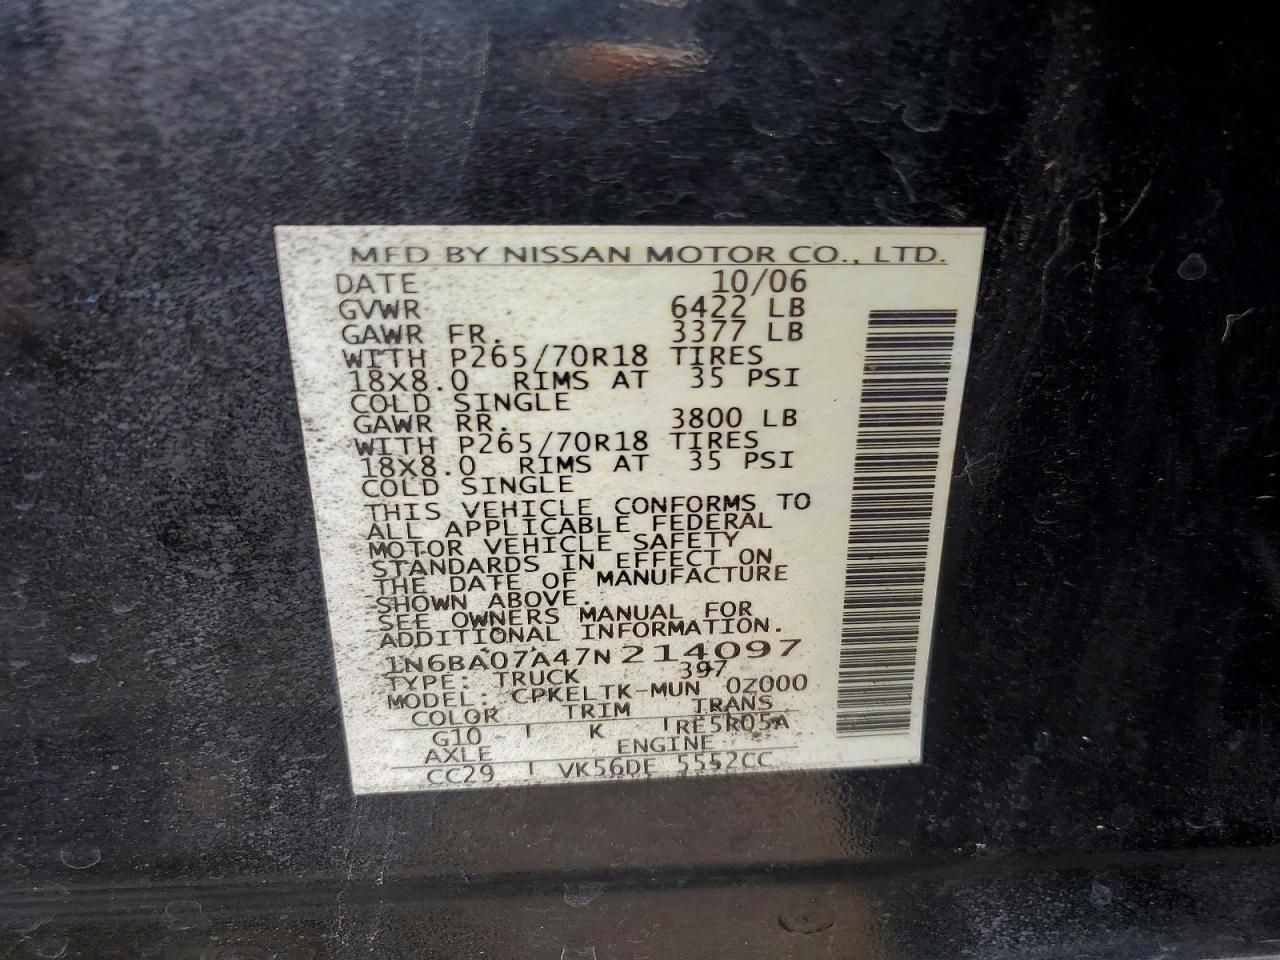 MFD BY NISSAN MOTOR CO., LTD.
DATE 10/06
GVWR 6422 LB
GAWR FR. 3377 LB
WITH P265/70R18 TIRES
18X8.0 RIMS AT 35 PSI
COLD SINGLE
GAWR RR. 3800 LB
WITH P265/70R18 TIRES
18X8.0 RIMS AT 35 PSI
COLD SINGLE
THIS VEHICLE CONFORMS TO
ALL APPLICABLE FEDERAL
MOTOR VEHICLE SAFETY
STANDARDS IN EFFECT ON
THE DATE OF MANUFACTURE
SHOWN ABOVE.
SEE OWNERS MANUAL FOR
ADDITIONAL INFORMATION.
1N6BA07A47N214097
TYPE: TRUCK 397
MODEL: CPKELTK-MUN 0Z000
COLOR TRIM TRANS
G10 K RE5R05A
AXLE ENGINE
CC29 VK56DE 5552CC